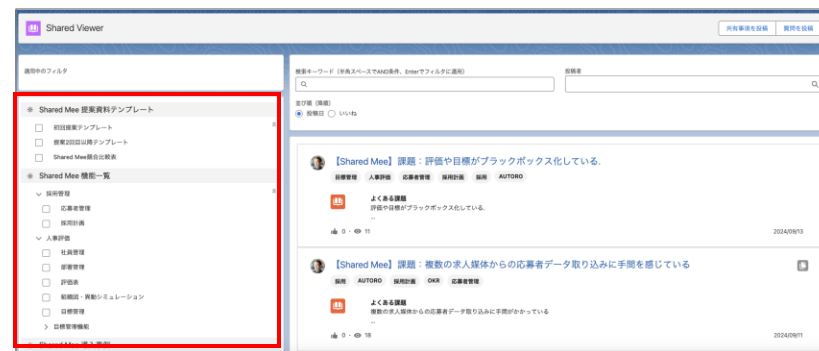 Shared Viewer
共有事項を投稿
質問を投稿
適用中のフィルタ
Shared Mee 提案資料テンプレート
初回提案テンプレート
提案2回目以降テンプレート
Shared Mee競合比較表
Shared Mee 機能一覧
採用管理
応募者管理
採用計画
人事評価
社員管理
部署管理
評価表
組織図・異動シミュレーション
目標管理
目標管理機能
検索キーワード (半角スペースでAND条件、Enterでフィルタに適用)
投稿者
並び順 (降順)
投稿日
いいね
【Shared Mee】課題：評価や目標がブラックボックス化している.
目標管理 人事評価 応募者管理 採用計画 採用 AUTORO
よくある課題
評価や目標がブラックボックス化している.
...
0・ 11
2024/09/13
【Shared Mee】課題：複数の求人媒体からの応募者データ取り込みに手間を感じている
採用 AUTORO 採用計画 OKR 応募者管理
よくある課題
複数の求人媒体からの応募者データ取り込みに手間がかかっている
...
0・ 18
2024/09/11